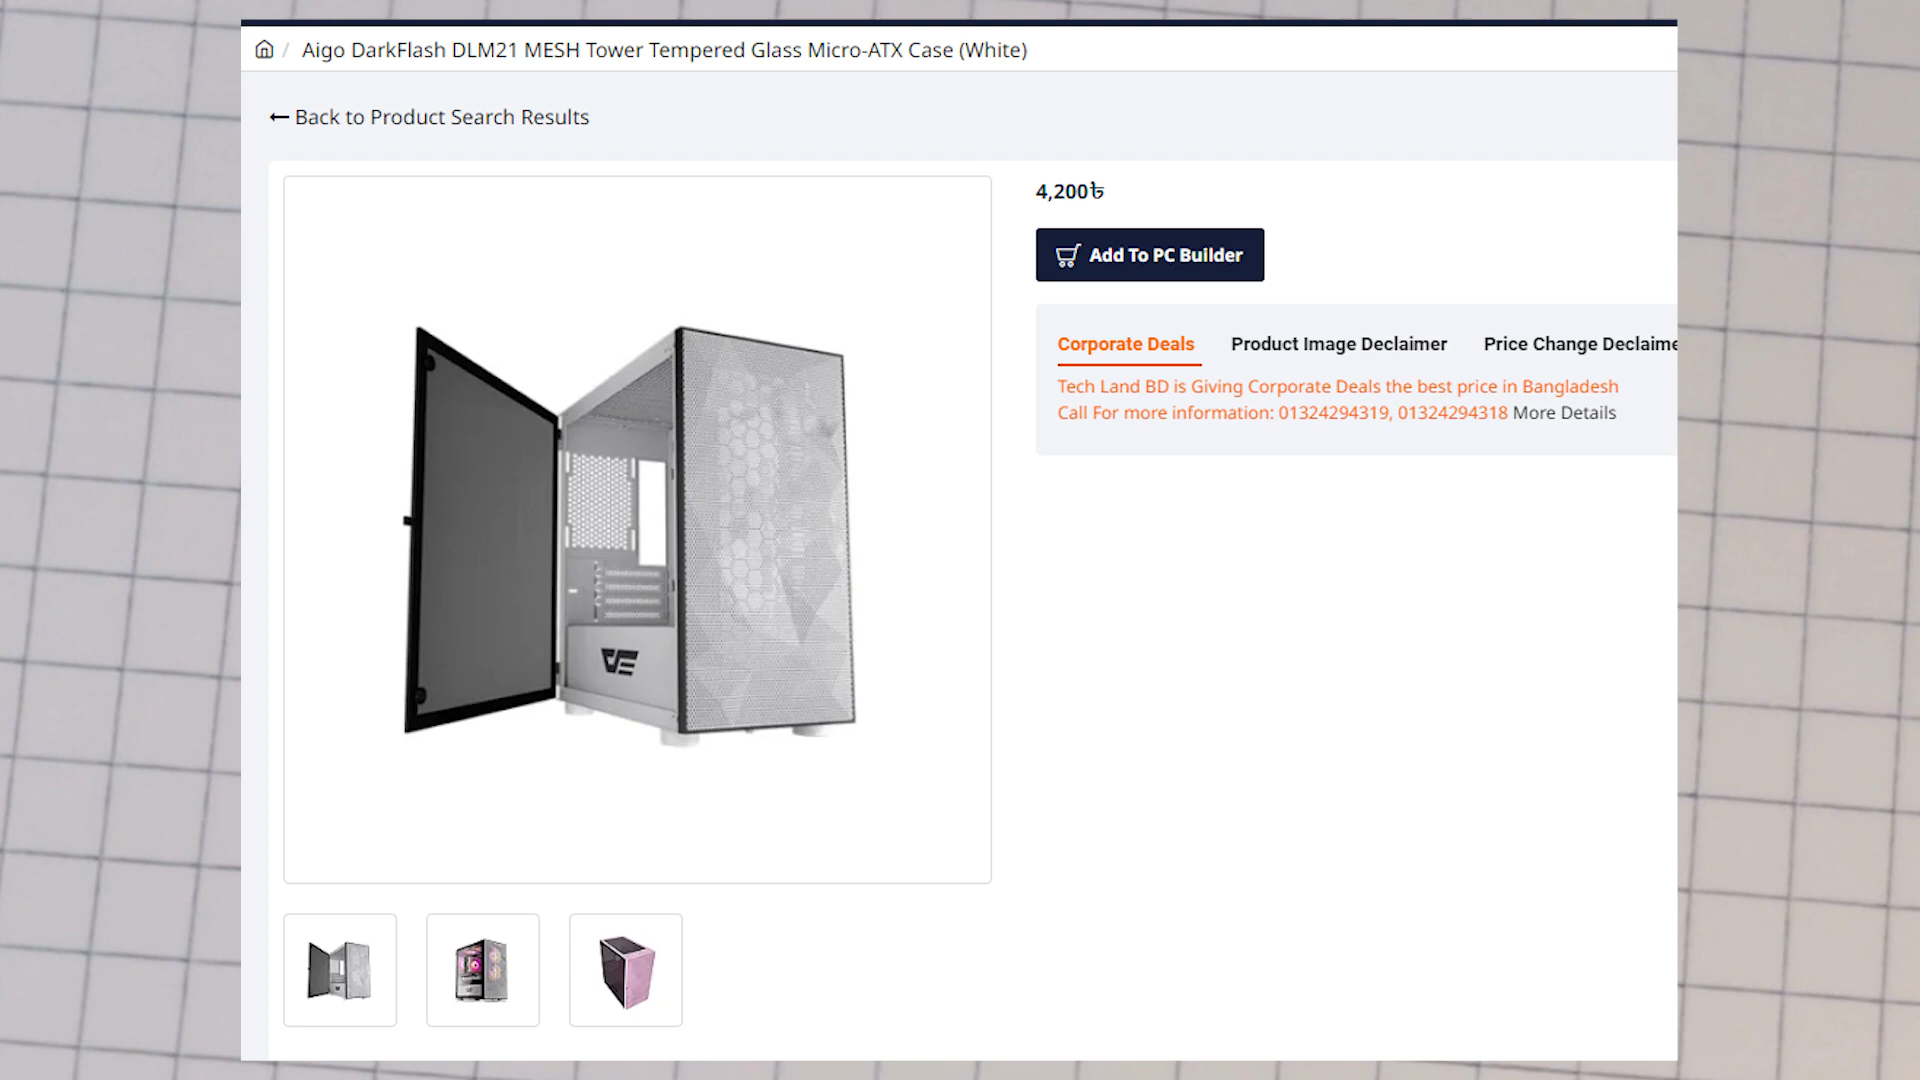 / Aigo DarkFlash DLM21 MESH Tower Tempered Glass Micro-ATX Case (White)
← Back to Product Search Results
4,200৳
Add To PC Builder
Corporate Deals Product Image Declaimer Price Change Declaime
Tech Land BD is Giving Corporate Deals the best price in Bangladesh
Call For more information: 01324294319, 01324294318 More Details